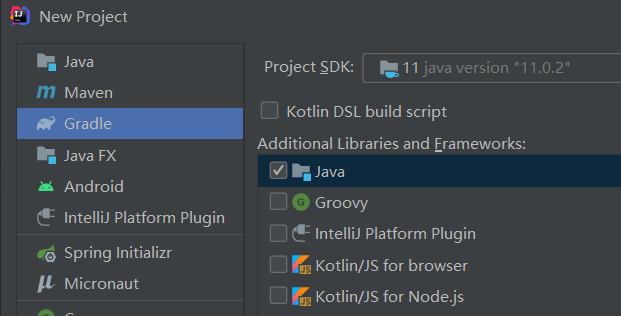 New Project
Java
Maven
Gradle
Java FX
Android
IntelliJ Platform Plugin
Spring Initializr
Micronaut
Project SDK:
11 java version "11.0.2"
Kotlin DSL build script
Additional Libraries and Frameworks:
Java
Groovy
IntelliJ Platform Plugin
Kotlin/JS for browser
Kotlin/JS for Node.js